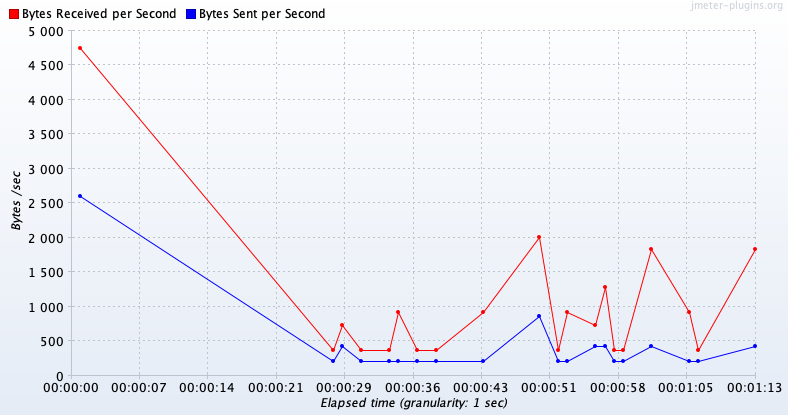 jmeter-plugins.org
Bytes Received per Second Bytes Sent per Second
5 000
4 500
4 000
3 500
3 000
2 500
2 000
1 500
1 000
500
0
Bytes /sec
00:00:00 00:00:07 00:00:14 00:00:21 00:00:29 00:00:36 00:00:43 00:00:51 00:00:58 00:01:05 00:01:13
Elapsed time (granularity: 1 sec)